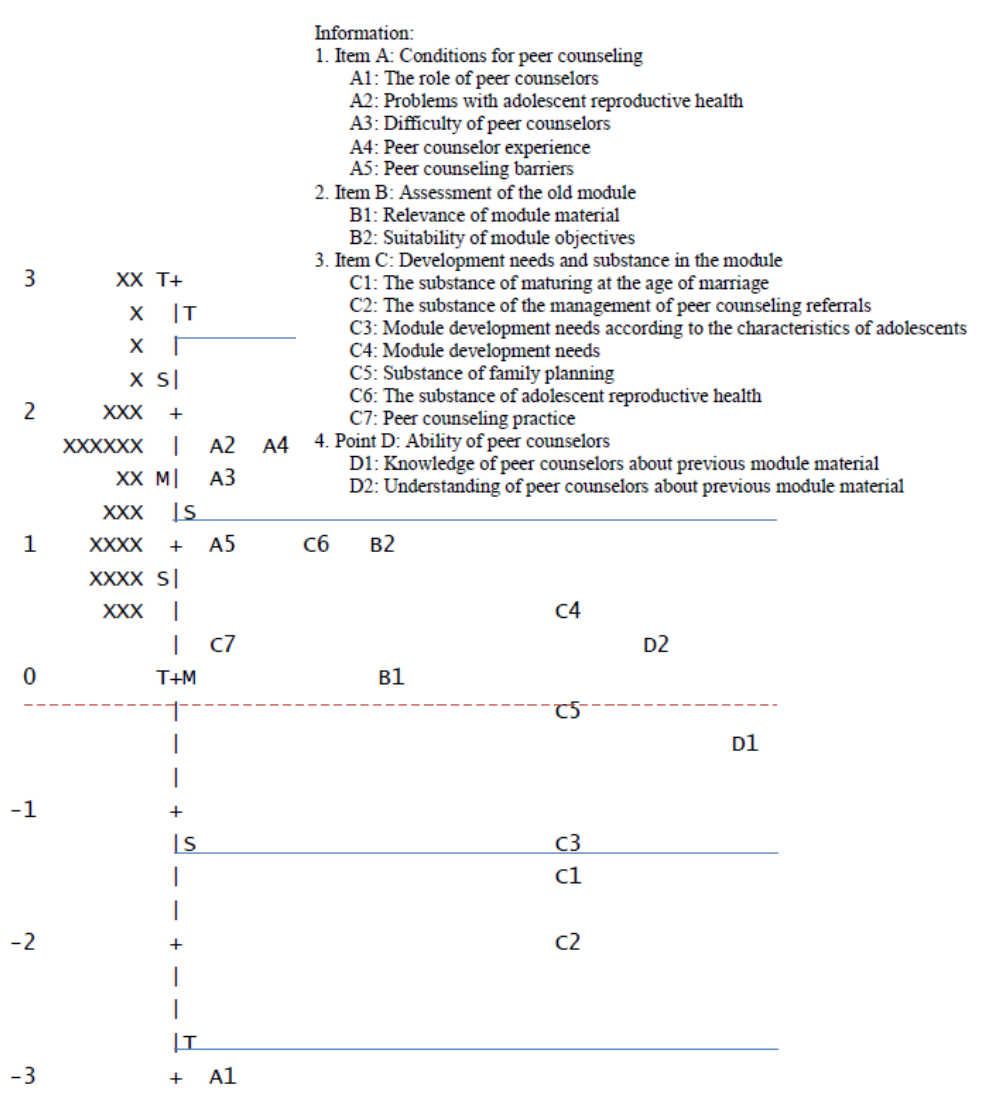 Information:
1. Item A: Conditions for peer counseling
A1: The role of peer counselors
A2: Problems with adolescent reproductive health
A3: Difficulty of peer counselors
A4: Peer counselor experience
A5: Peer counseling barriers
2. Item B: Assessment of the old module
B1: Relevance of module material
B2: Suitability of module objectives
3. Item C: Development needs and substance in the module
C1: The substance of maturing at the age of marriage
C2: The substance of the management of peer counseling referrals
C3: Module development needs according to the characteristics of adolescents
C4: Module development needs
C5: Substance of family planning
C6: The substance of adolescent reproductive health
C7: Peer counseling practice
4. Point D: Ability of peer counselors
D1: Knowledge of peer counselors about previous module material
D2: Understanding of peer counselors about previous module material
3 XX T+
X |T
X |
X S|
2 XXX +
XXXXXX | A2 A4
XX M| A3
XXX |S
1 XXXX + A5 C6 B2
XXXX S|
XXX | C4
| C7 D2
0 T+M B1
| C5
| D1
|
-1 +
|S C3
| C1
|
-2 + C2
|
|
|T
-3 + A1